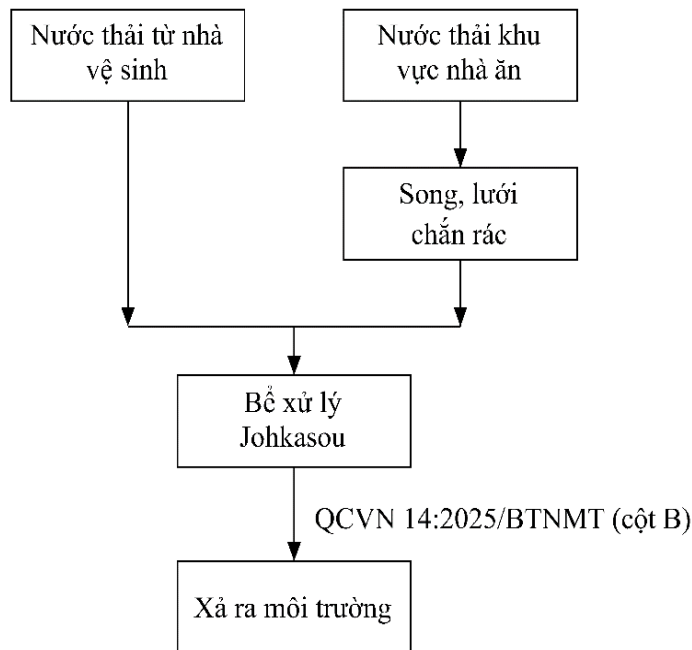 Nước thải từ nhà
vệ sinh
Nước thải khu
vực nhà ăn
Song, lưới
chắn rác
Bể xử lý
Johkasou
QCVN 14:2025/BTNMT (cột B)
Xả ra môi trường